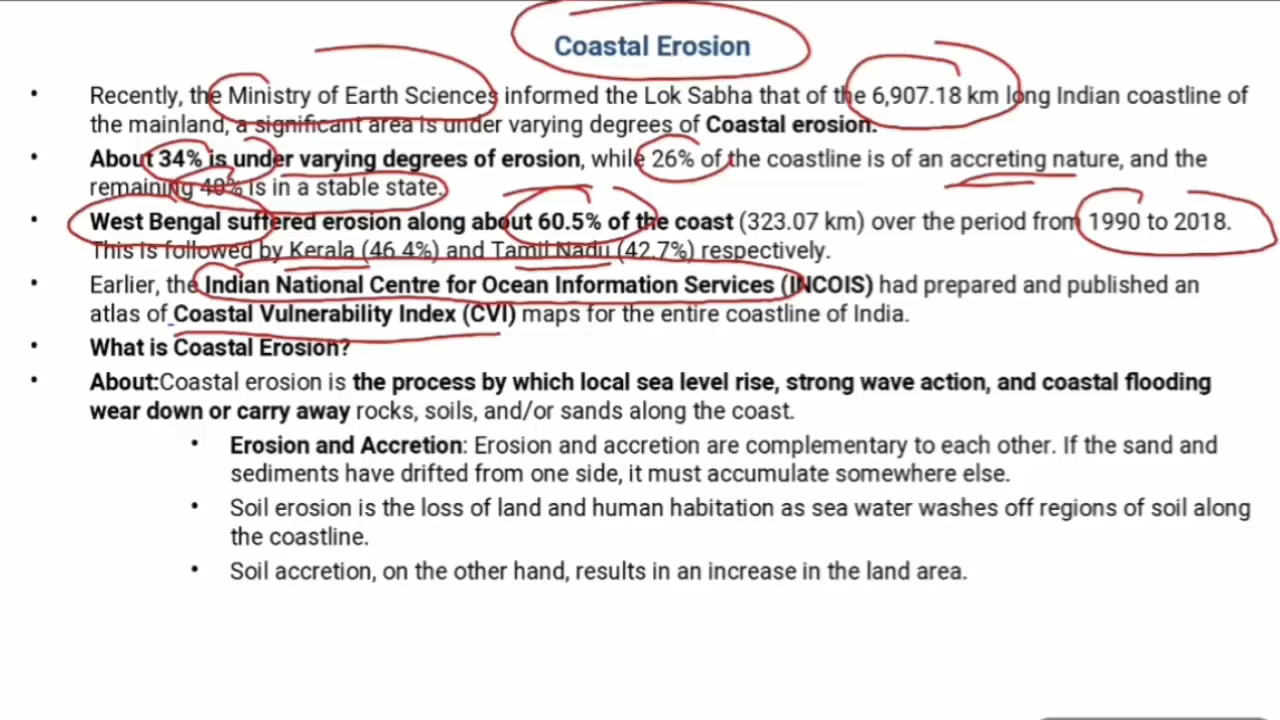 Coastal Erosion
• Recently, the Ministry of Earth Sciences informed the Lok Sabha that of the 6,907.18 km long Indian coastline of
the mainland, a significant area is under varying degrees of Coastal erosion.
• About 34% is under varying degrees of erosion, while 26% of the coastline is of an accreting nature, and the
remaining 40% is in a stable state.
• West Bengal suffered erosion along about 60.5% of the coast (323.07 km) over the period from 1990 to 2018.
This is followed by Kerala (46.4%) and Tamil Nadu (42.7%) respectively.
• Earlier, the Indian National Centre for Ocean Information Services (INCOIS) had prepared and published an
atlas of Coastal Vulnerability Index (CVI) maps for the entire coastline of India.
• What is Coastal Erosion?
• About:Coastal erosion is the process by which local sea level rise, strong wave action, and coastal flooding
wear down or carry away rocks, soils, and/or sands along the coast.
• Erosion and Accretion: Erosion and accretion are complementary to each other. If the sand and
sediments have drifted from one side, it must accumulate somewhere else.
• Soil erosion is the loss of land and human habitation as sea water washes off regions of soil along
the coastline.
• Soil accretion, on the other hand, results in an increase in the land area.